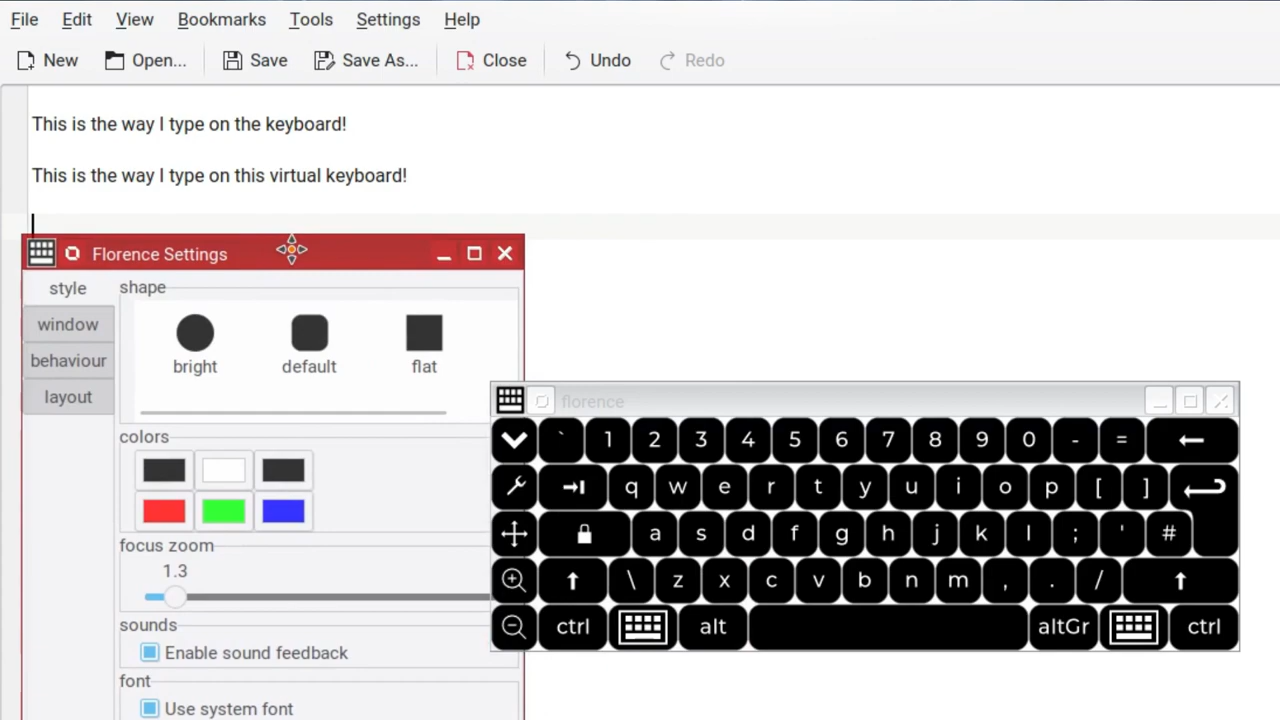 File Edit View Bookmarks Tools Settings Help
New Open... Save Save As... Close Undo Redo
This is the way I type on the keyboard!
This is the way I type on this virtual keyboard!
Florence Settings
style
window
behaviour
layout
shape
bright default flat
colors
focus zoom
1.3
sounds
Enable sound feedback
font
Use system font
florence
` 1 2 3 4 5 6 7 8 9 0 - =
q w e r t y u i o p [ ]
a s d f g h j k l ; ' #
\ z x c v b n m , . /
ctrl alt altGr ctrl